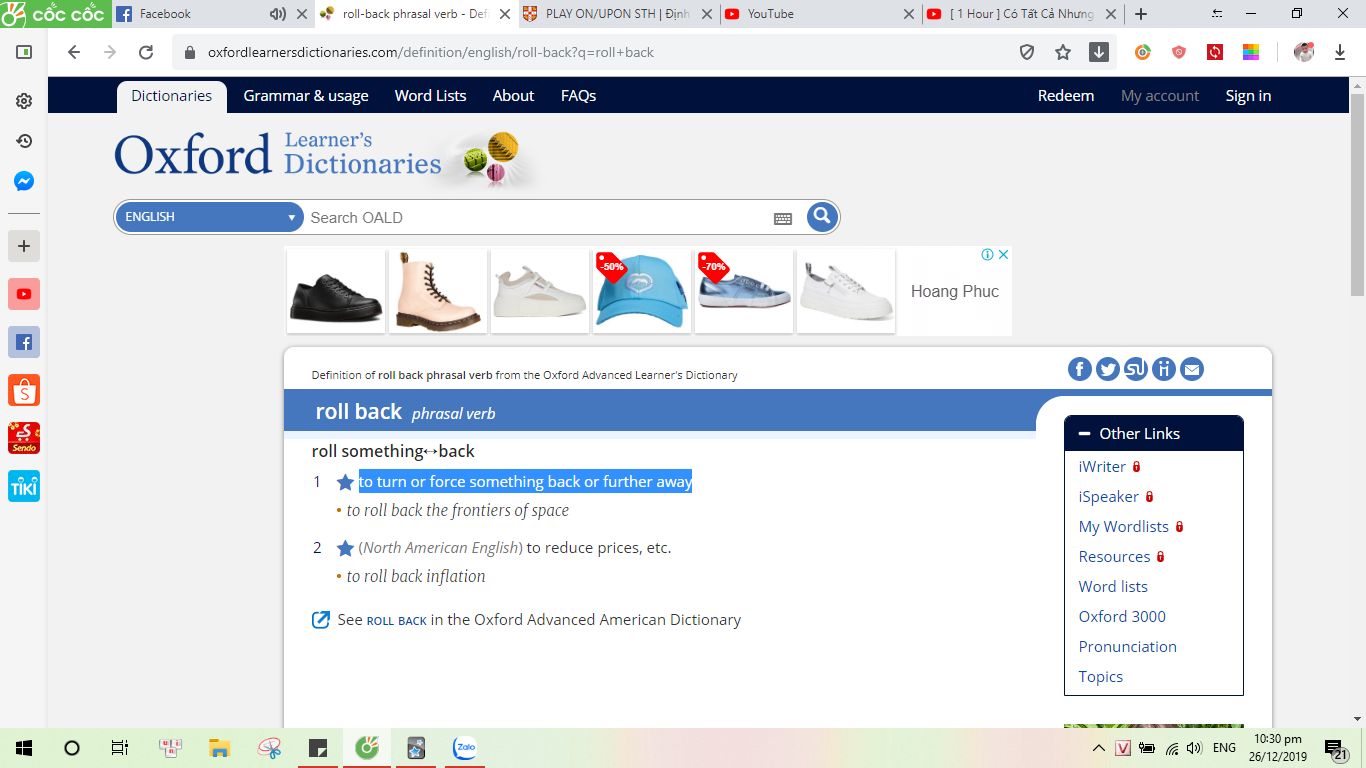 cốc cốc
Facebook
roll-back phrasal verb - Def
PLAY ON/UPON STH | Định
YouTube
[ 1 Hour ] Có Tất Cả Nhưng
oxfordlearnersdictionaries.com/definition/english/roll-back?q=roll+back
Dictionaries Grammar & usage Word Lists About FAQs Redeem My account Sign in
Oxford Learner's Dictionaries
ENGLISH Search OALD
-50% -70%
Hoang Phuc
Definition of roll back phrasal verb from the Oxford Advanced Learner's Dictionary
roll back phrasal verb
roll something↔back
1 to turn or force something back or further away
• to roll back the frontiers of space
2 (North American English) to reduce prices, etc.
• to roll back inflation
See ROLL BACK in the Oxford Advanced American Dictionary
Other Links
iWriter
iSpeaker
My Wordlists
Resources
Word lists
Oxford 3000
Pronunciation
Topics
Sendo
TIKI
Zalo
V
ENG
10:30 pm
26/12/2019
21